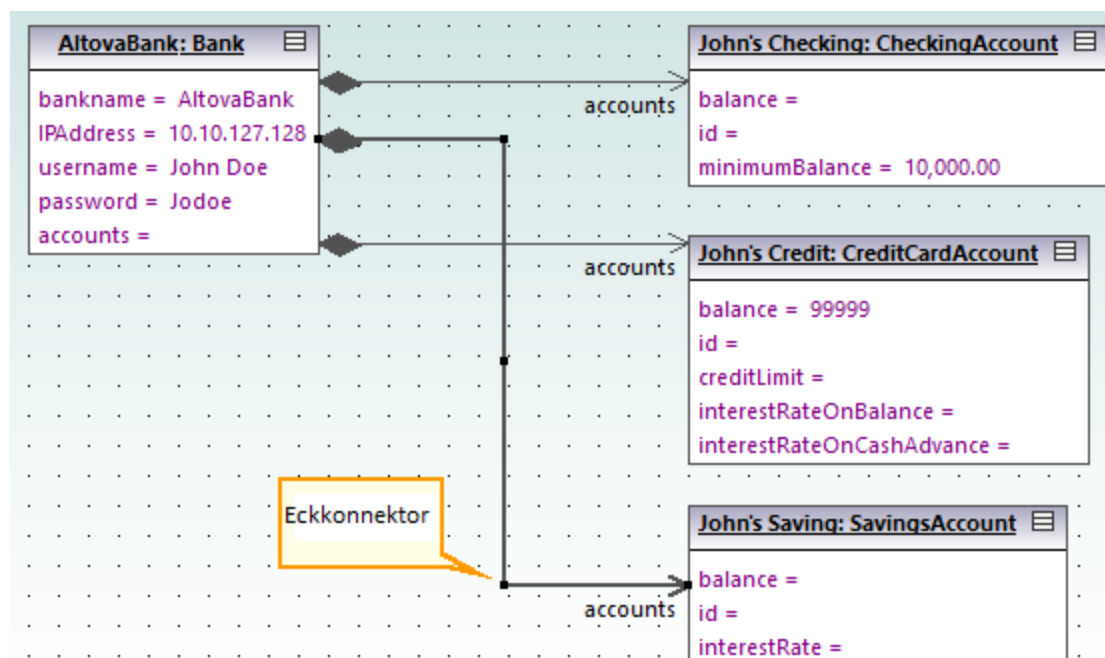 AltovaBank: Bank
bankname = AltovaBank
IPAddress = 10.10.127.128
username = John Doe
password = Jodoe
accounts =
accounts
John's Checking: CheckingAccount
balance =
id =
minimumBalance = 10,000.00
accounts
John's Credit: CreditCardAccount
balance = 99999
id =
creditLimit =
interestRateOnBalance =
interestRateOnCashAdvance =
Eckkonnektor
accounts
John's Saving: SavingsAccount
balance =
id =
interestRate =